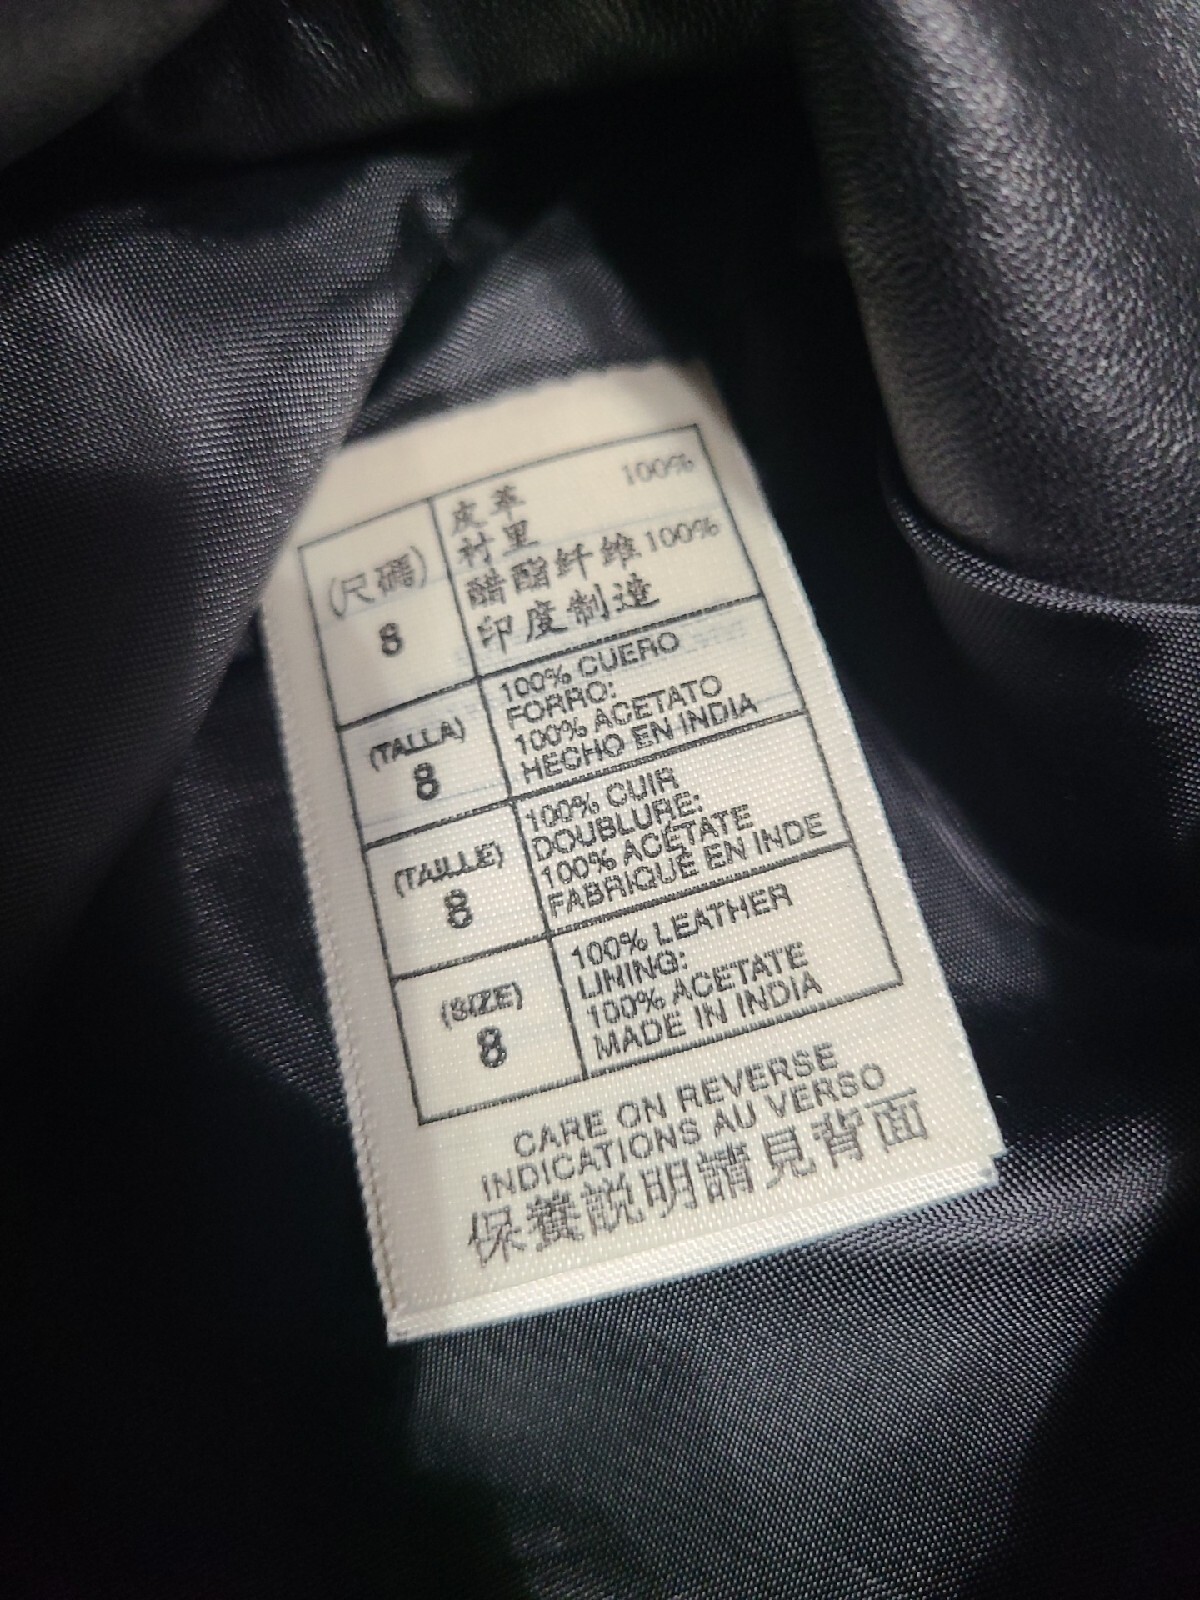 (尺碼)
8
皮革 100%
衬里
醋酯纤维 100%
印度制造
(TALLA)
8
100% CUERO
FORRO:
100% ACETATO
HECHO EN INDIA
(TAILLE)
8
100% CUIR
DOUBLURE:
100% ACÉTATE
FABRIQUÉ EN INDE
(SIZE)
8
100% LEATHER
LINING:
100% ACETATE
MADE IN INDIA
CARE ON REVERSE
INDICATIONS AU VERSO
保養説明請見背面